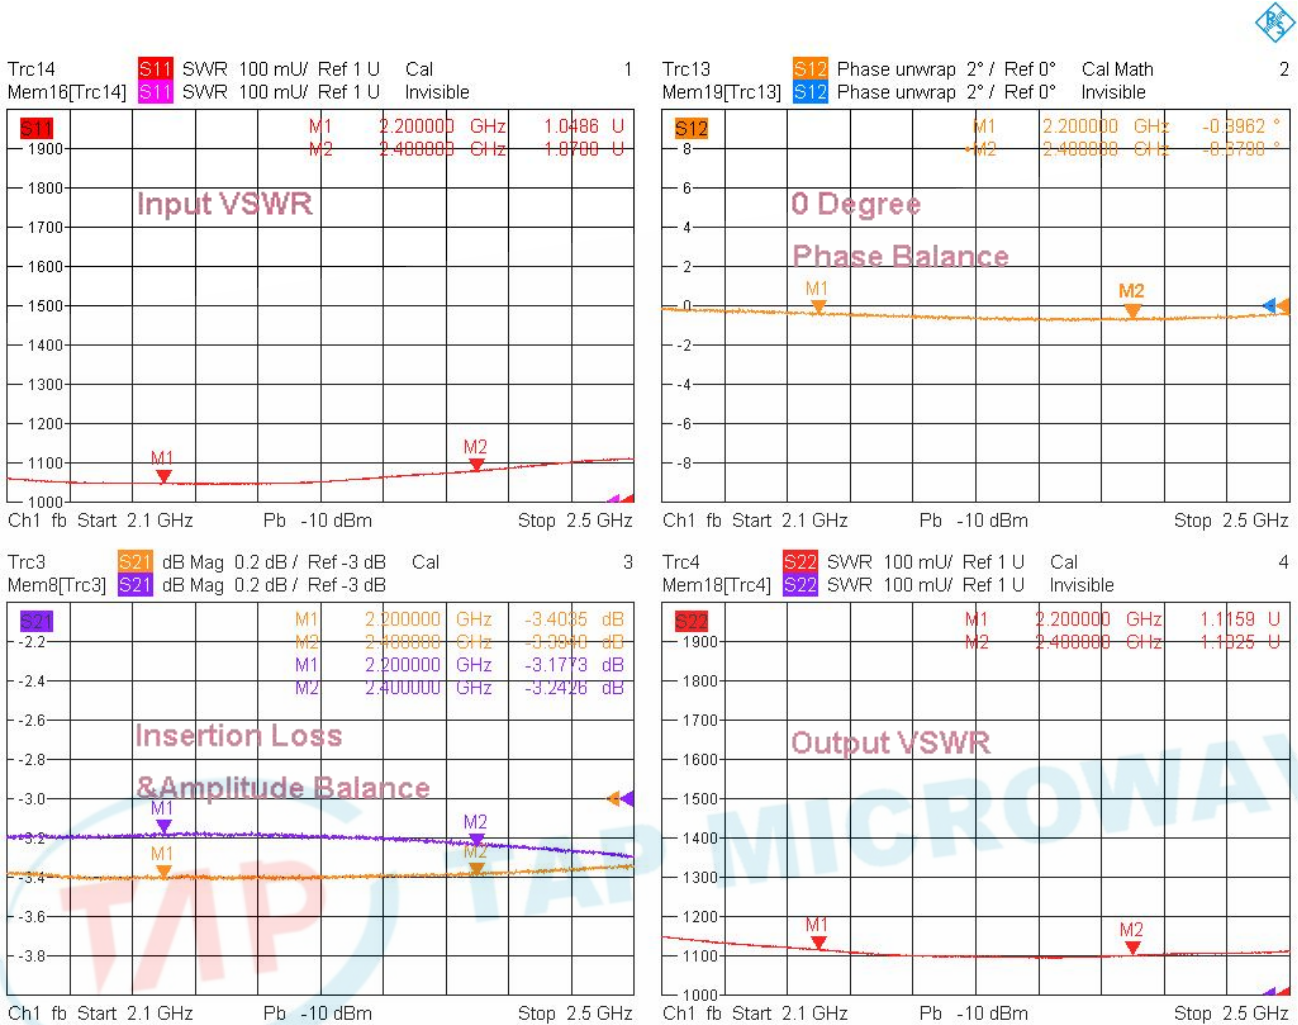 R&S
Trc14 S11 SWR 100 mU/ Ref 1 U Cal 1
Mem16[Trc14] S11 SWR 100 mU/ Ref 1 U Invisible
S11 M1 2.200000 GHz 1.0486 U
1900 M2 2.400000 GHz U
1800
Input VSWR
1700
1600
1500
1400
1300
1200
M2
M1
1100
1000
Ch1 fb Start 2.1 GHz Pb -10 dBm Stop 2.5 GHz
Trc13 S12 Phase unwrap 2° / Ref 0° Cal Math 2
Mem19[Trc13] S12 Phase unwrap 2° / Ref 0° Invisible
S12 M1 2.200000 GHz -0.3962 °
8 •M2 2.400000 GHz °
6
0 Degree
4
Phase Balance
2
M1 M2
0
-2
-4
-6
-8
Ch1 fb Start 2.1 GHz Pb -10 dBm Stop 2.5 GHz
Trc3 S21 dB Mag 0.2 dB / Ref -3 dB Cal 3
Mem8[Trc3] S21 dB Mag 0.2 dB / Ref -3 dB
S21 M1 2.200000 GHz -3.4035 dB
-2.2 M2 2.400000 GHz dB
M1 2.200000 GHz -3.1773 dB
-2.4 M2 2.400000 GHz -3.2426 dB
-2.6
Insertion Loss
-2.8
&Amplitude Balance
-3.0
M1
M2
-3.2
M1 M2
-3.4
-3.6
-3.8
TAP
Ch1 fb Start 2.1 GHz Pb -10 dBm Stop 2.5 GHz
Trc4 S22 SWR 100 mU/ Ref 1 U Cal 4
Mem18[Trc4] S22 SWR 100 mU/ Ref 1 U Invisible
S22 M1 2.200000 GHz 1.1159 U
1900 M2 2.400000 GHz U
1800
1700
Output VSWR
1600
1500
1400
1300
1200
M1 M2
1100
1000
Ch1 fb Start 2.1 GHz Pb -10 dBm Stop 2.5 GHz
TAP MICROWAV